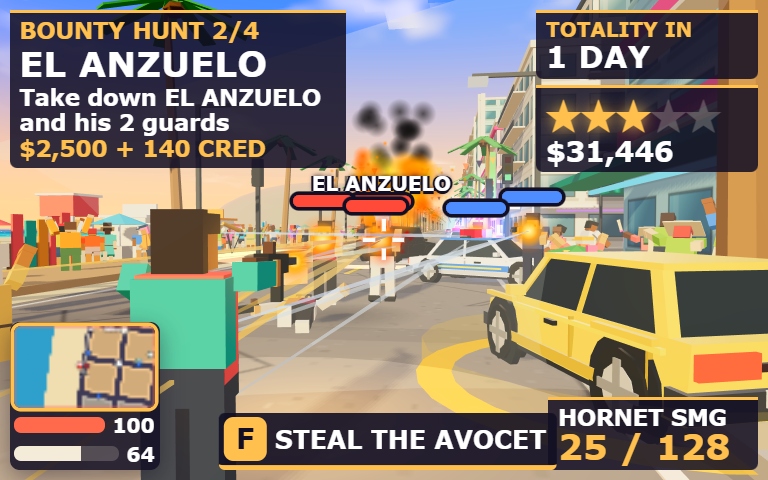 BOUNTY HUNT 2/4
EL ANZUELO
Take down EL ANZUELO
and his 2 guards
$2,500 + 140 CRED
TOTALITY IN
1 DAY
$31,446
EL ANZUELO
100
64
F STEAL THE AVOCET
HORNET SMG
25 / 128